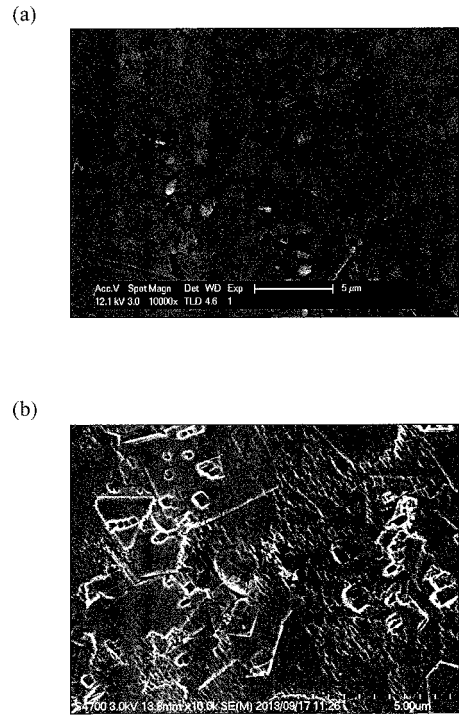 (a)
Acc.V Spot Magn Det WD Exp
12.1 kV 3.0 10000x TLD 4.6 1 5 µm
(b)
S4700 3.0kV 13.8mm x10.0k SE(M) 2013/09/17 11:26 5.00um